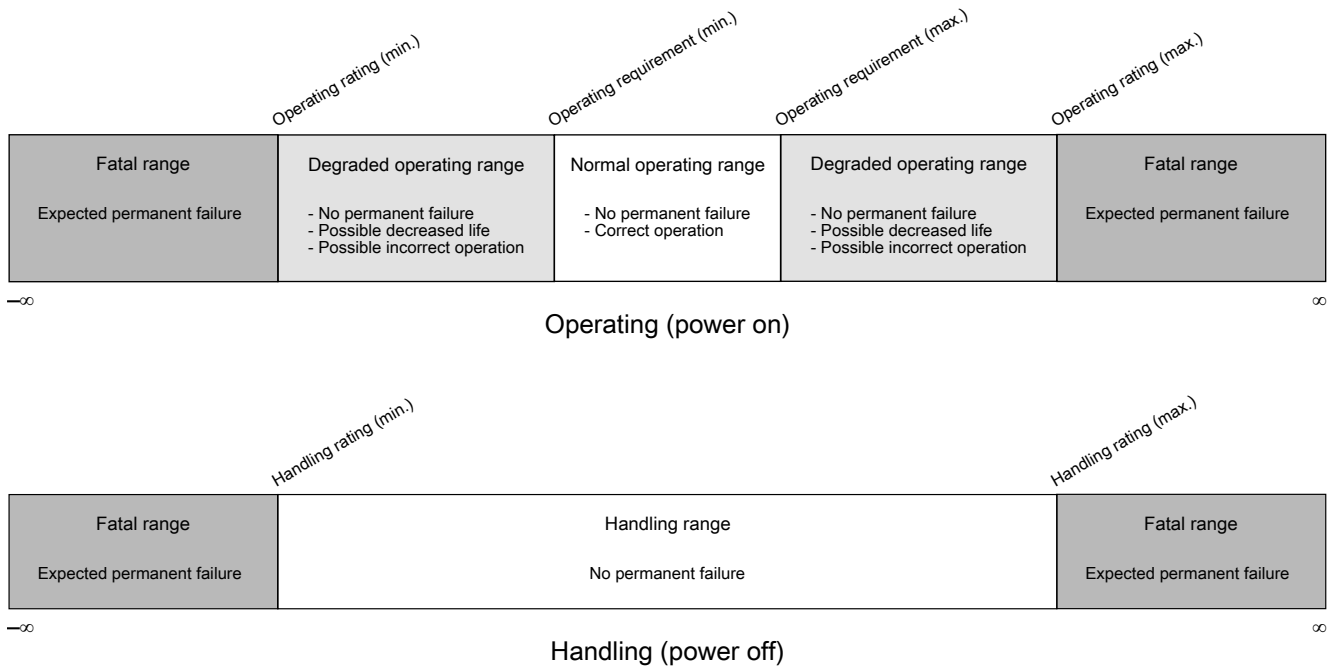 Operating rating (min.)
Operating requirement (min.)
Operating requirement (max.)
Operating rating (max.)
Fatal range
Expected permanent failure
Degraded operating range
- No permanent failure
- Possible decreased life
- Possible incorrect operation
Normal operating range
- No permanent failure
- Correct operation
Degraded operating range
- No permanent failure
- Possible decreased life
- Possible incorrect operation
Fatal range
Expected permanent failure
–∞
∞
Operating (power on)
Handling rating (min.)
Handling rating (max.)
Fatal range
Expected permanent failure
Handling range
No permanent failure
Fatal range
Expected permanent failure
–∞
∞
Handling (power off)